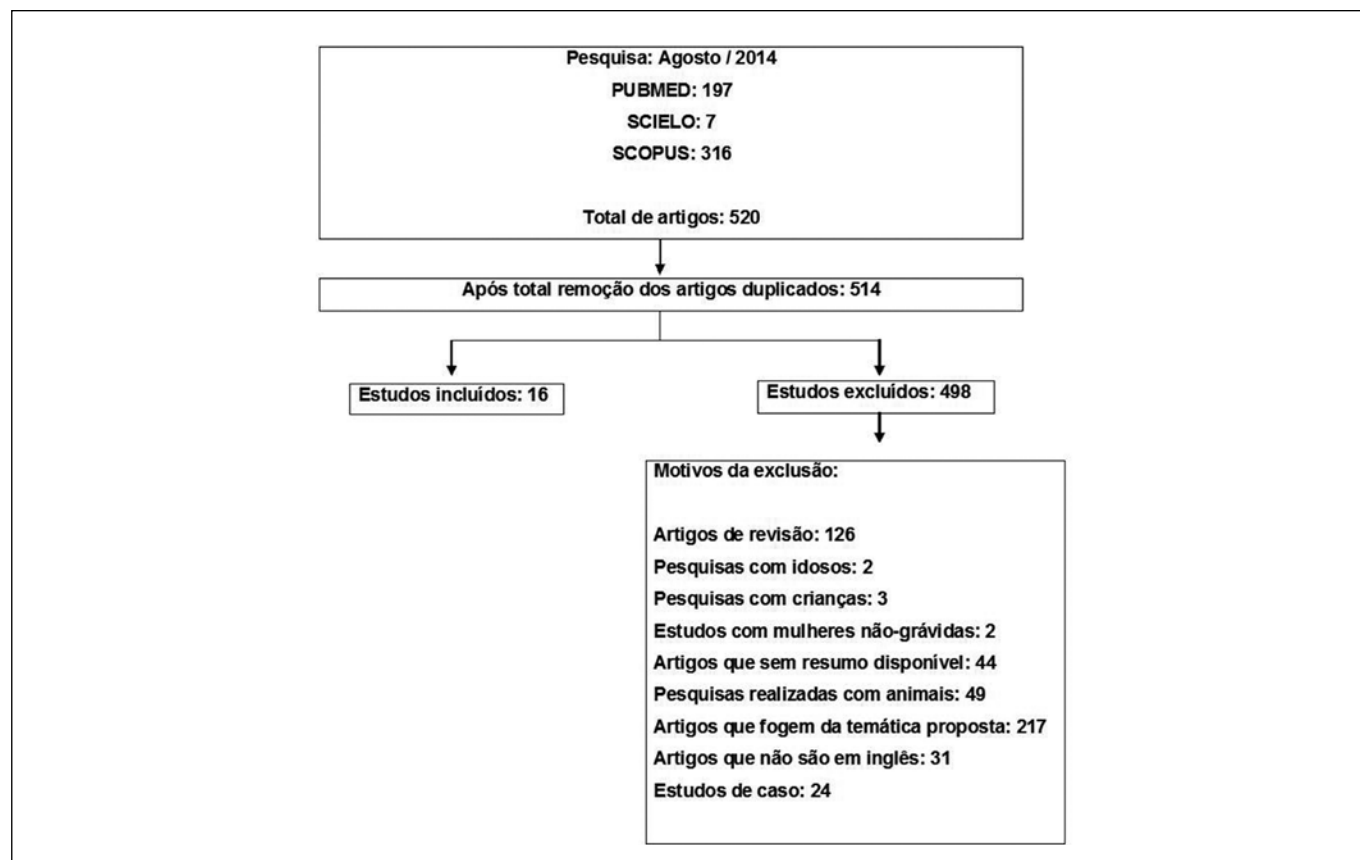 Pesquisa: Agosto / 2014
PUBMED: 197
SCIELO: 7
SCOPUS: 316
Total de artigos: 520
Após total remoção dos artigos duplicados: 514
Estudos incluídos: 16
Estudos excluídos: 498
Motivos da exclusão:
Artigos de revisão: 126
Pesquisas com idosos: 2
Pesquisas com crianças: 3
Estudos com mulheres não-grávidas: 2
Artigos que sem resumo disponível: 44
Pesquisas realizadas com animais: 49
Artigos que fogem da temática proposta: 217
Artigos que não são em inglês: 31
Estudos de caso: 24